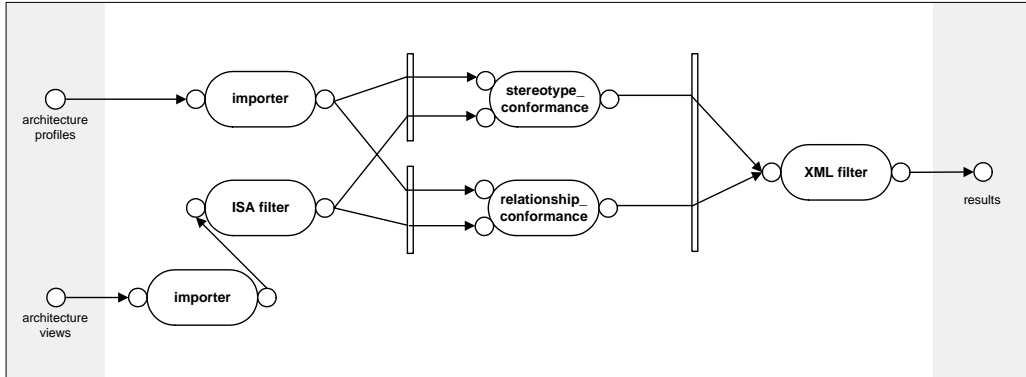 architecture
profiles
importer
stereotype_
conformance
ISA filter
relationship_
conformance
XML filter
results
architecture
views
importer